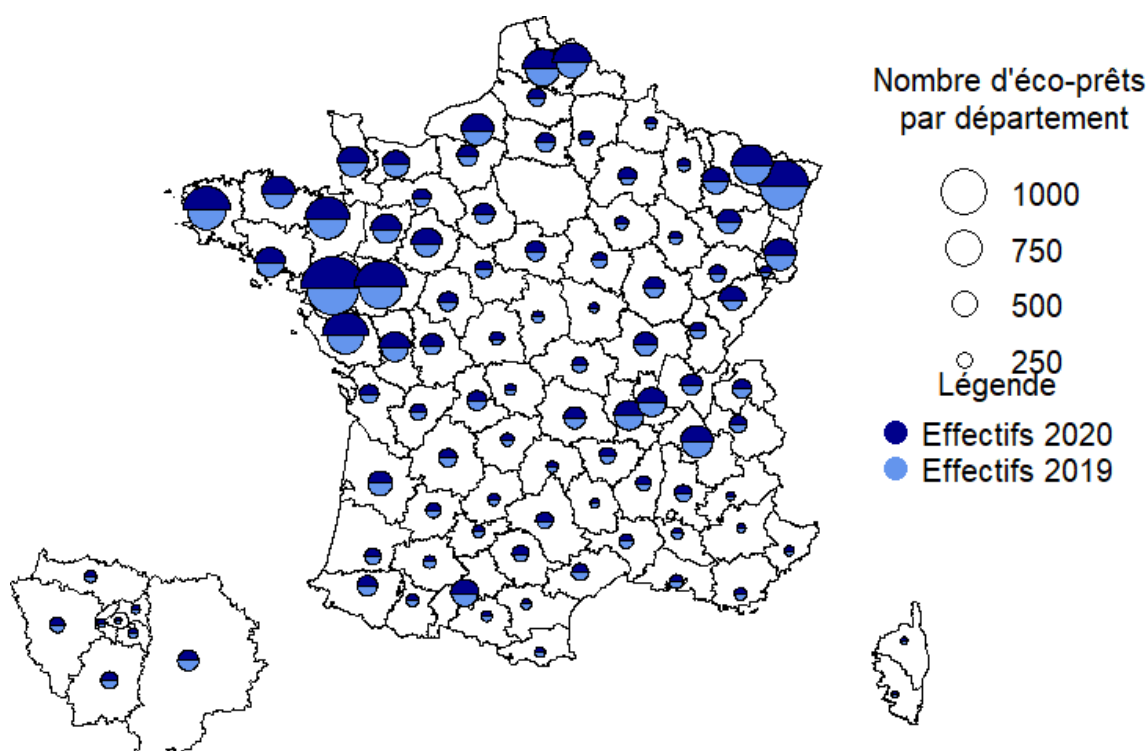 Nombre d'éco-prêts
par département
1000
750
500
250
Légende
Effectifs 2020
Effectifs 2019